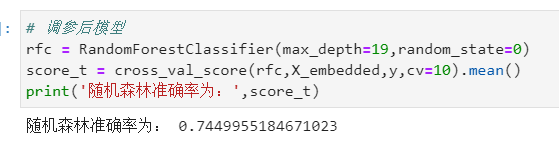 ]:
# 调参后模型
rfc = RandomForestClassifier(max_depth=19,random_state=0)
score_t = cross_val_score(rfc,X_embedded,y,cv=10).mean()
print('随机森林准确率为：',score_t)
随机森林准确率为： 0.7449955184671023